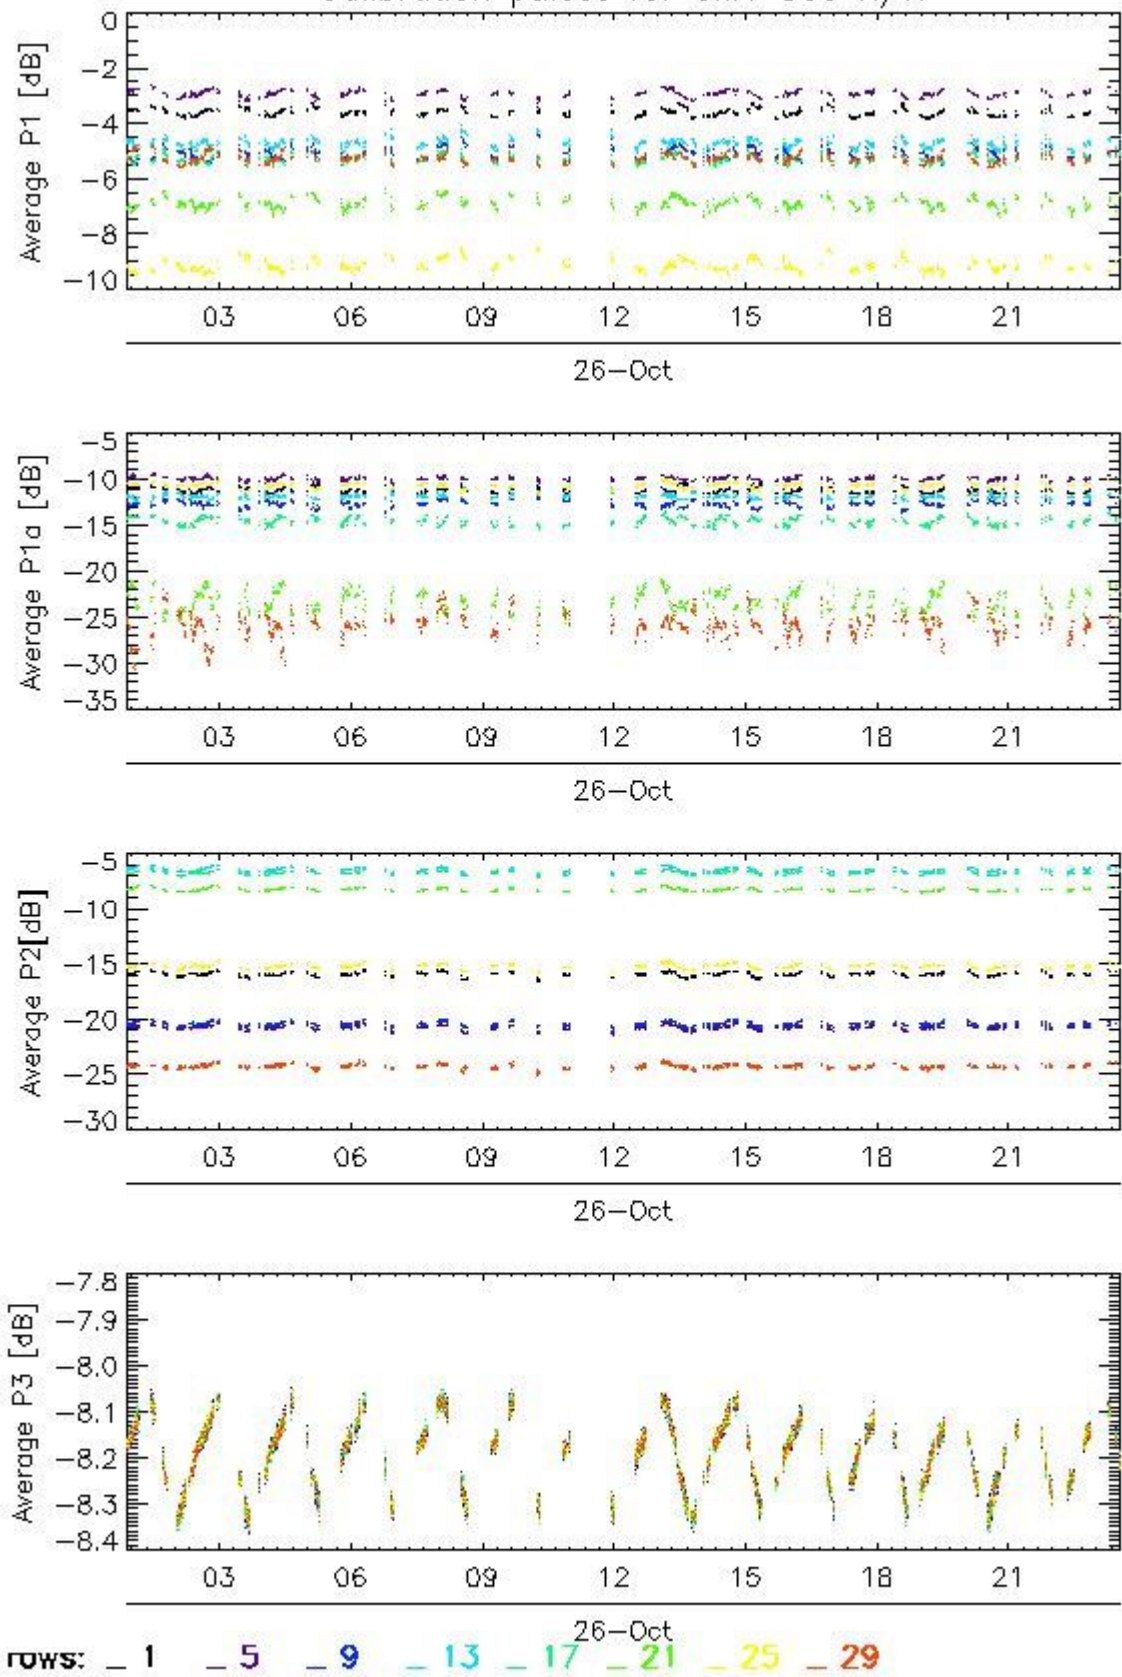 0
−2
−4
−6
−8
−10
Average P1 [dB]
03 06 09 12 15 18 21
26−Oct
−5
−10
−15
−20
−25
−30
−35
Average P1a [dB]
03 06 09 12 15 18 21
26−Oct
−5
−10
−15
−20
−25
−30
Average P2[dB]
03 06 09 12 15 18 21
26−Oct
−7.8
−7.9
−8.0
−8.1
−8.2
−8.3
−8.4
Average P3 [dB]
03 06 09 12 15 18 21
26−Oct
rows: _ 1 _ 5 _ 9 _ 13 _ 17 _ 21 _ 25 _ 29